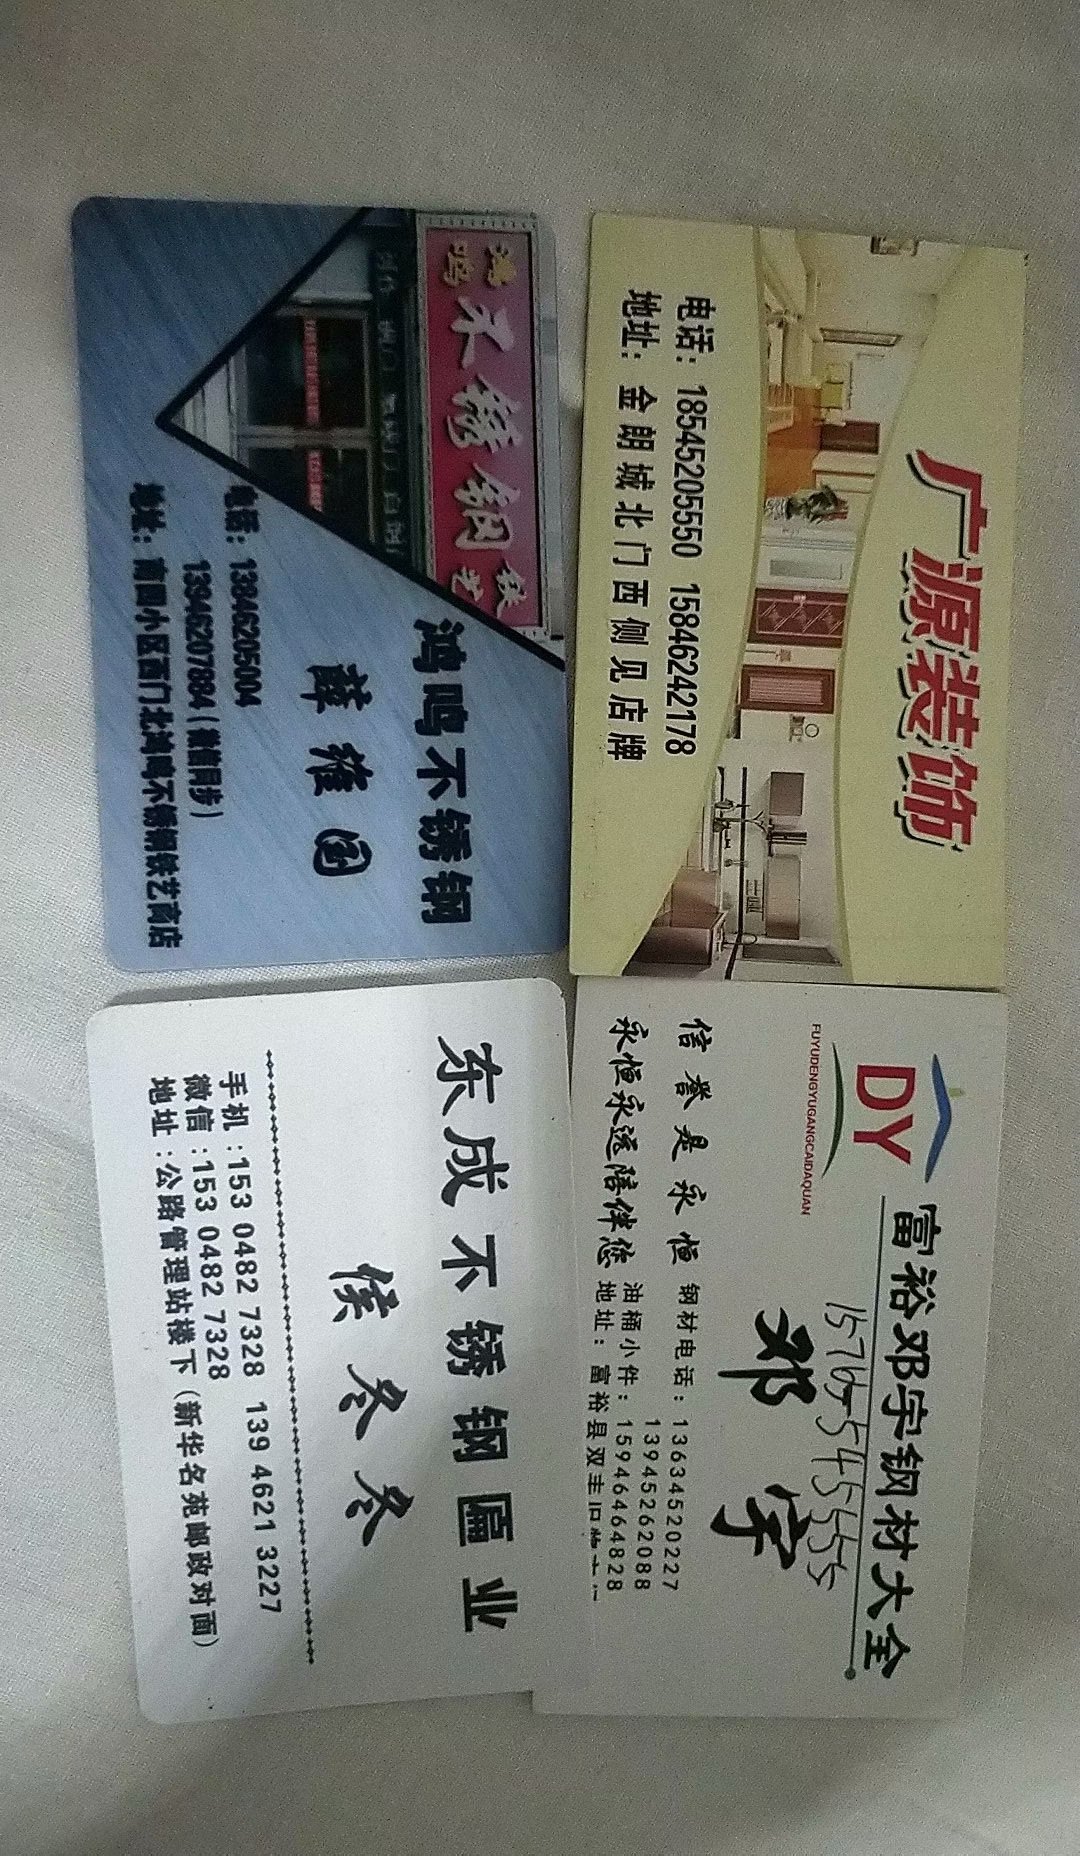 广源装饰
电话：18545205550 15846242178
地址：金朗城北门西侧见店牌
鸿鸣
不锈钢
铁艺
鸿鸣不锈钢
薛雅图
电话：13846205004
13946207884（微信同步）
地址：南园小区西门北鸿鸣不锈钢铁艺商店
DY
FUYUDENGYUGANGCAIDAQUAN
富裕邓宇钢材大全
15765545555
邓宇
信誉是永恒
永恒永远陪伴您
钢材电话：13634520227
13945262088
油桶小件：15946464828
地址：富裕县双丰旧
东成不锈钢匾业
侯冬冬
手机：153 0482 7328 139 4621 3227
微信：153 0482 7328
地址：公路管理站楼下（新华名苑邮政对面）